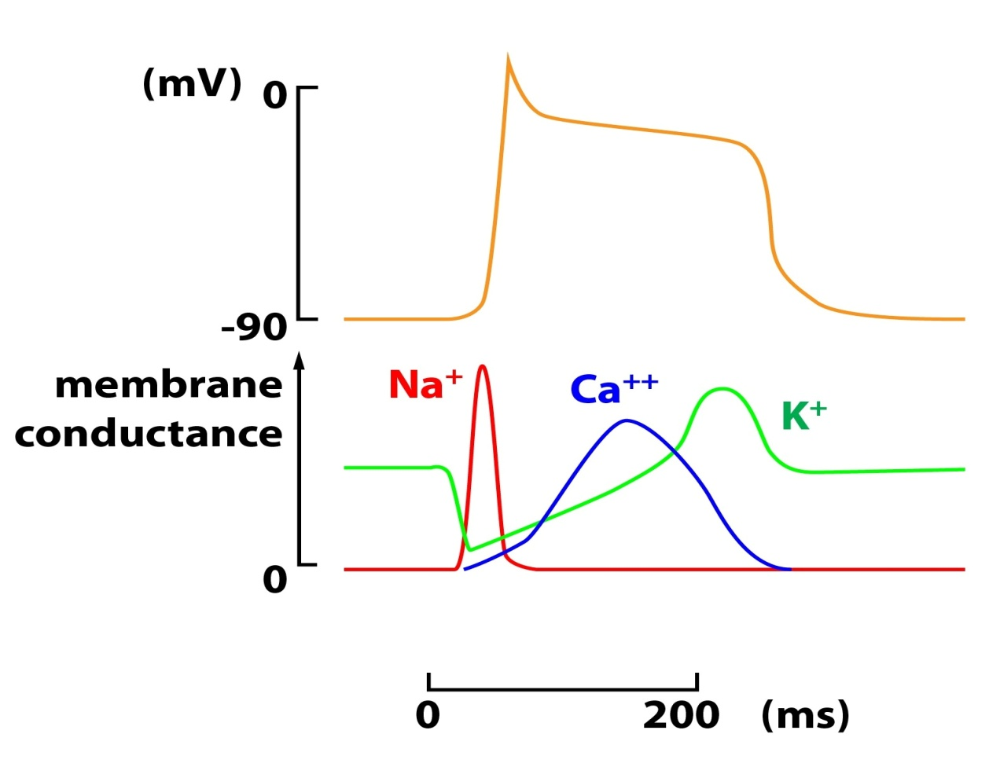 (mV)
0
-90
membrane
conductance
Na⁺
Ca⁺⁺
K⁺
0
0
200
(ms)